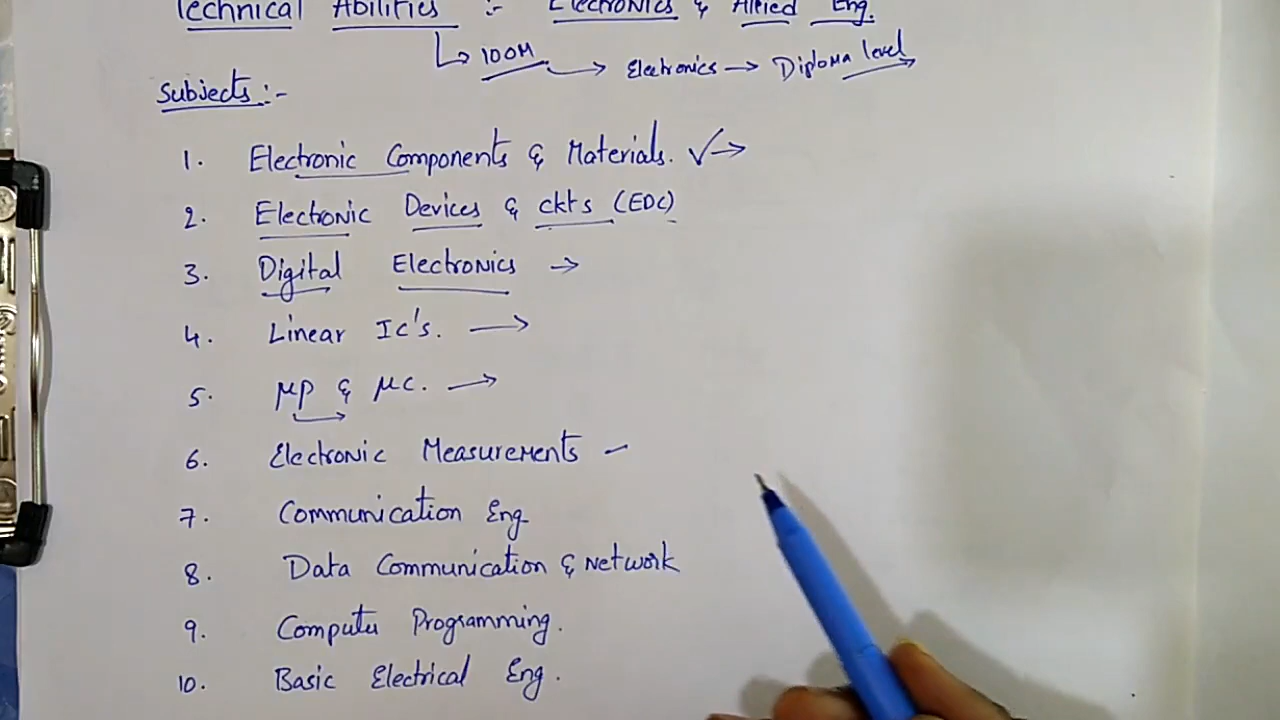 Technical Abilities :- Electronics & Allied Eng.
↳ 100M → Electronics → Diploma level
Subjects :-
1. Electronic Components & Materials. ✓→
2. Electronic Devices & ckts (EDC)
3. Digital Electronics →
4. Linear Ic's. →
5. μp & μc. →
6. Electronic Measurements -
7. Communication Eng
8. Data Communication & Network
9. Computer Programming.
10. Basic Electrical Eng.